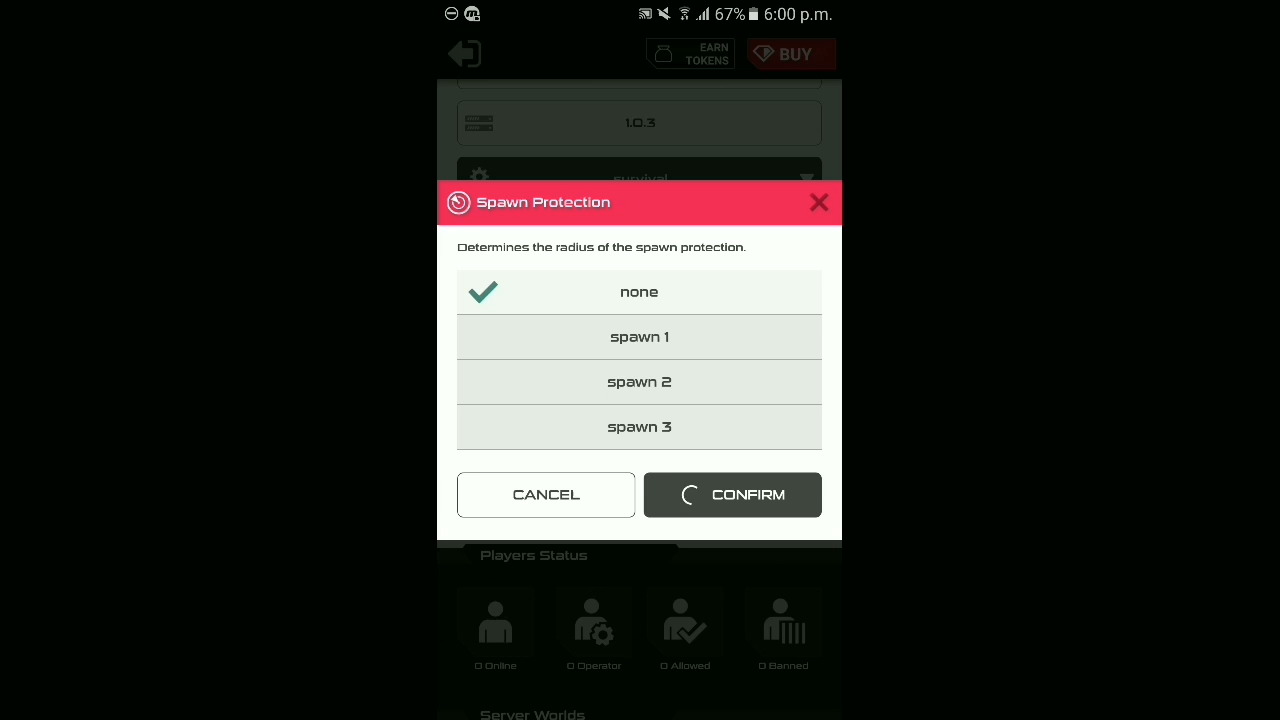 67% 6:00 p.m.
EARN
TOKENS
BUY
1.0.3
survival
Spawn Protection
Determines the radius of the spawn protection.
none
spawn 1
spawn 2
spawn 3
CANCEL
CONFIRM
Players Status
0 Online
0 Operator
0 Allowed
0 Banned
Server Worlds